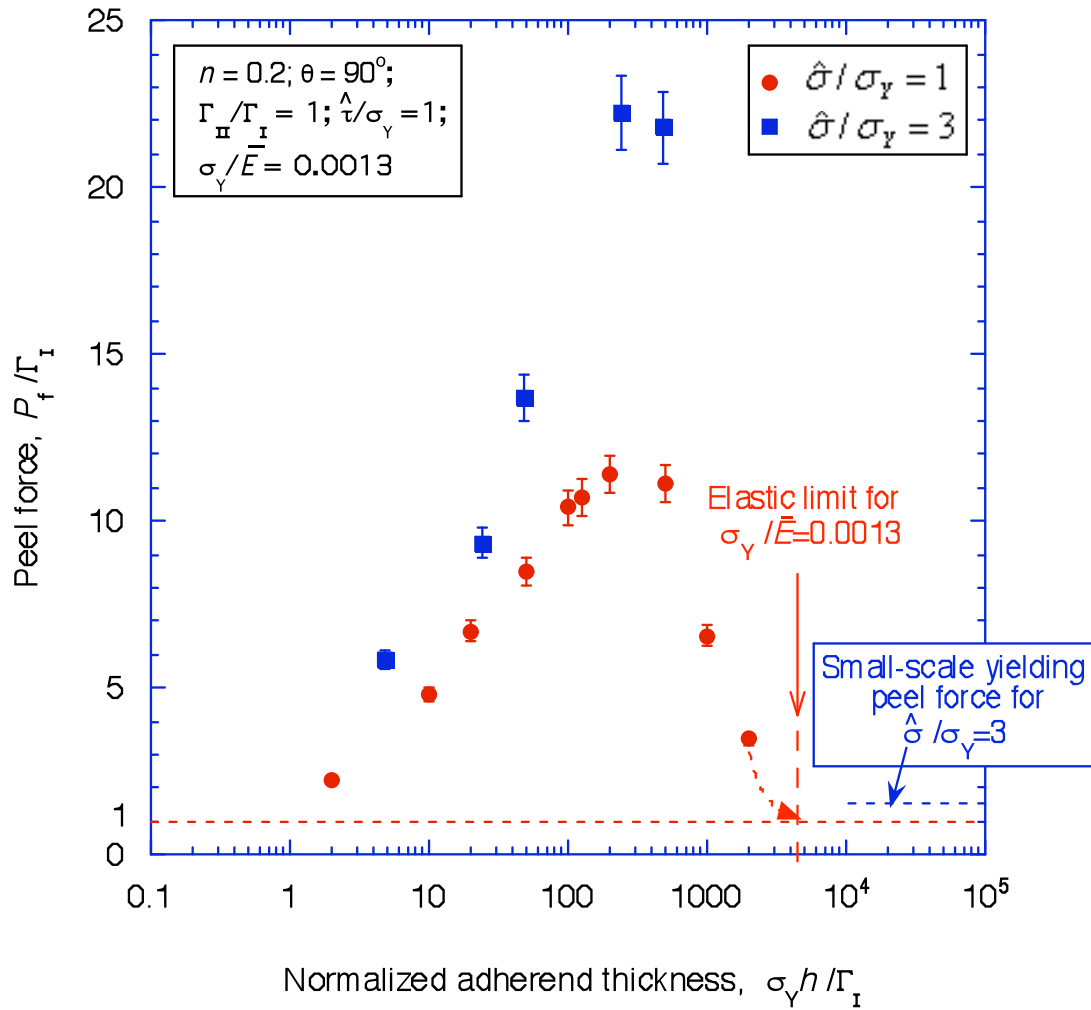 25
20
15
10
5
1
0
Peel force, P_f /Γ_I
n = 0.2; θ = 90°;
Γ_II/Γ_I = 1; τ̂/σ_Y = 1;
σ_Y/Ē = 0.0013
σ̂ / σ_y = 1
σ̂ / σ_y = 3
Elastic limit for
σ_Y /Ē=0.0013
Small-scale yielding
peel force for
σ̂ /σ_Y=3
0.1 1 10 100 1000 10⁴ 10⁵
Normalized adherend thickness, σ_Y h /Γ_I